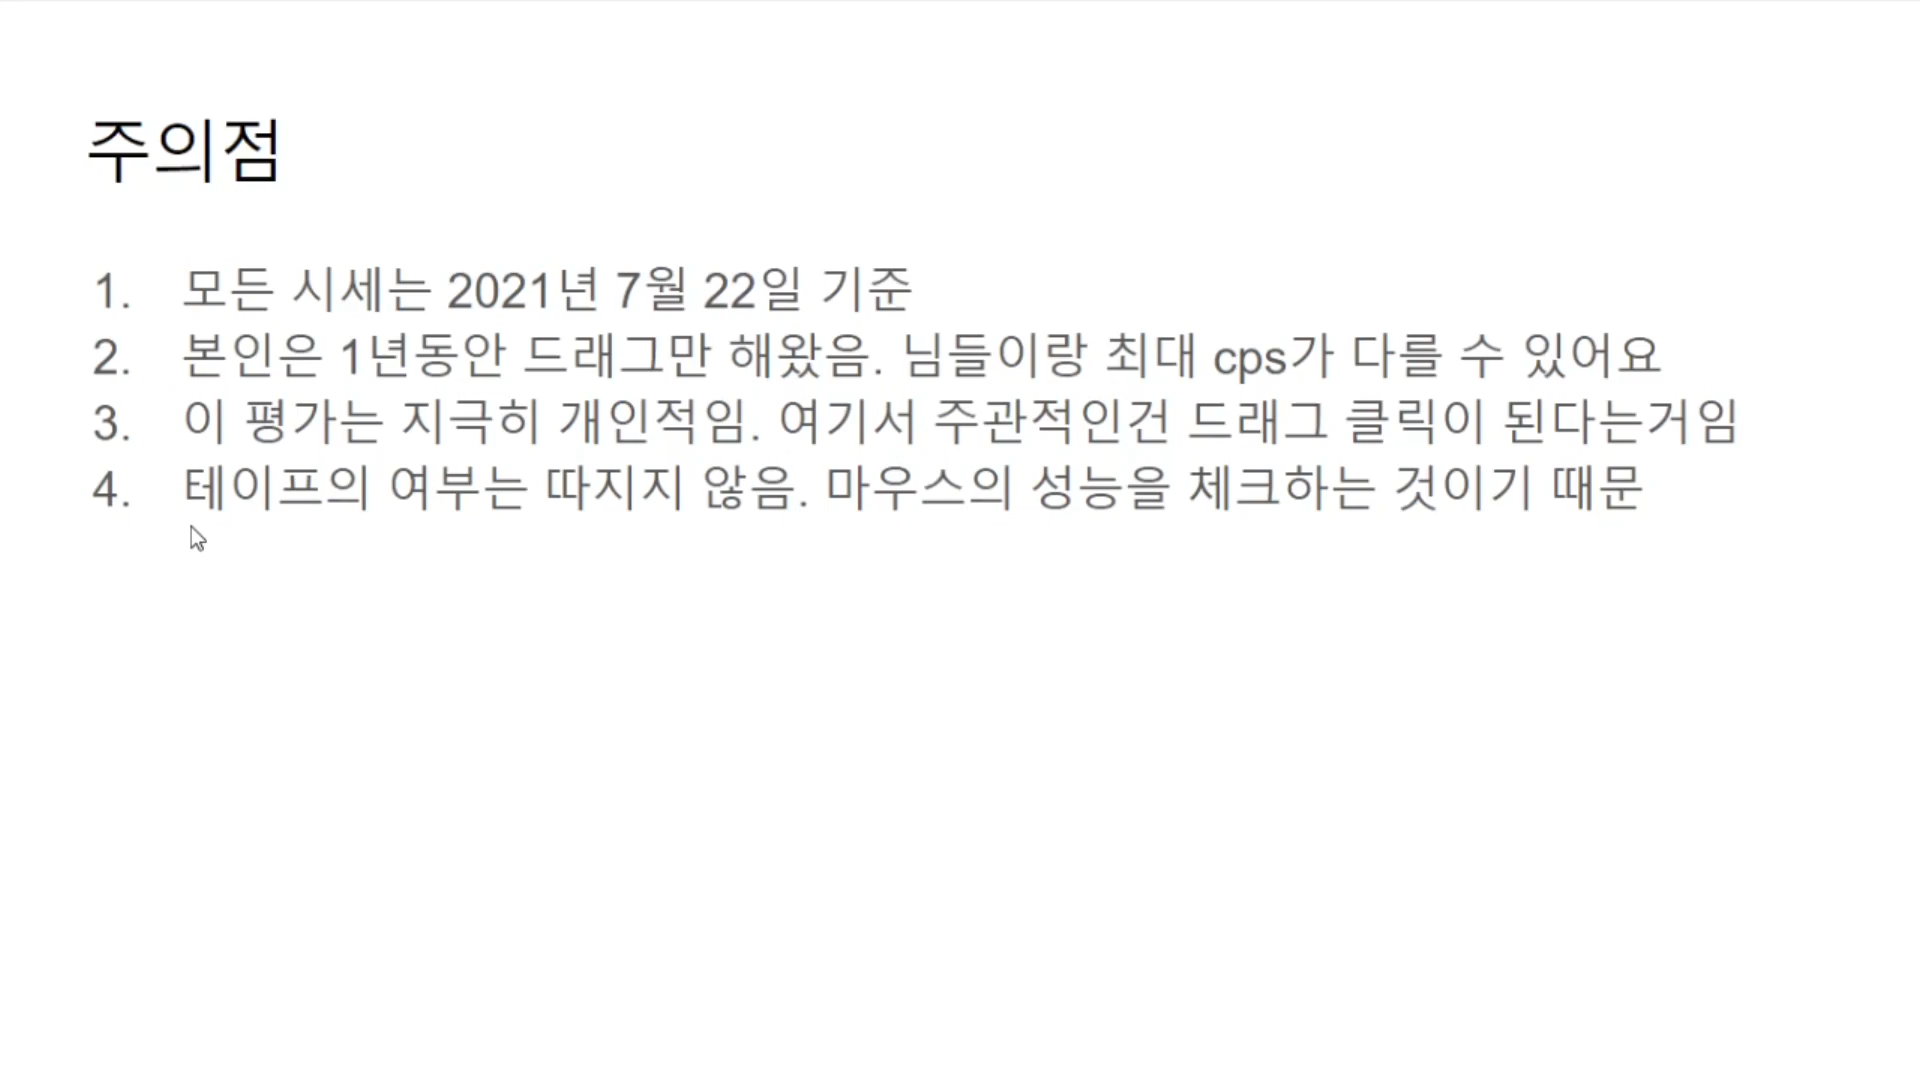 주의점
1. 모든 시세는 2021년 7월 22일 기준
2. 본인은 1년동안 드래그만 해왔음. 님들이랑 최대 cps가 다를 수 있어요
3. 이 평가는 지극히 개인적임. 여기서 주관적인건 드래그 클릭이 된다는거임
4. 테이프의 여부는 따지지 않음. 마우스의 성능을 체크하는 것이기 때문